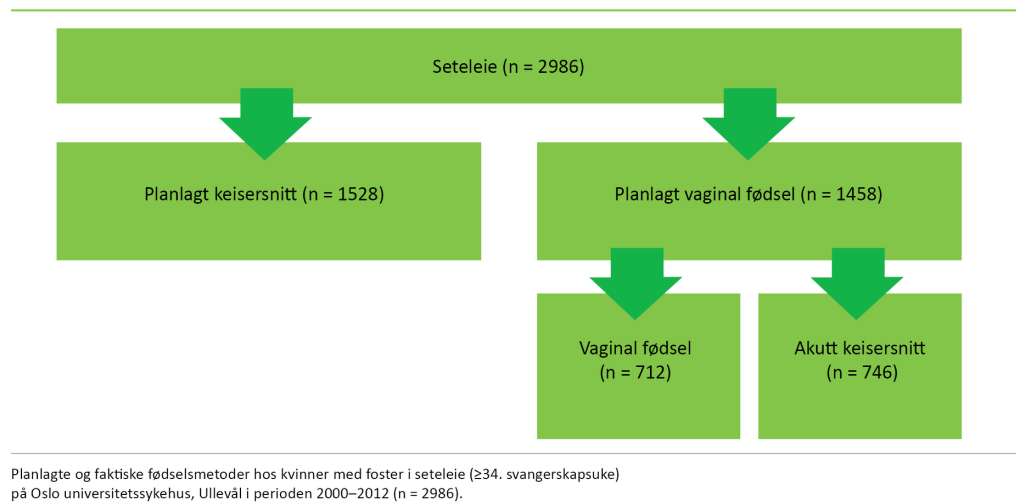 Seteleie (n = 2986)
Planlagt keisersnitt (n = 1528)
Planlagt vaginal fødsel (n = 1458)
Vaginal fødsel
(n = 712)
Akutt keisersnitt
(n = 746)
Planlagte og faktiske fødselsmetoder hos kvinner med foster i seteleie (≥34. svangerskapsuke)
på Oslo universitetssykehus, Ullevål i perioden 2000–2012 (n = 2986).